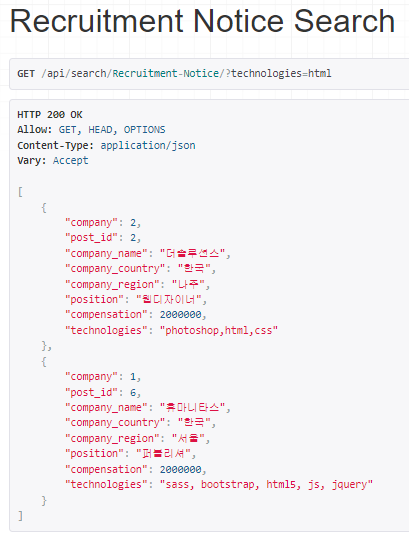 Recruitment Notice Search
GET /api/search/Recruitment-Notice/?technologies=html
HTTP 200 OK
Allow: GET, HEAD, OPTIONS
Content-Type: application/json
Vary: Accept
[
{
"company": 2,
"post_id": 2,
"company_name": "더솔루션스",
"company_country": "한국",
"company_region": "나주",
"position": "웹디자이너",
"compensation": 2000000,
"technologies": "photoshop,html,css"
},
{
"company": 1,
"post_id": 6,
"company_name": "휴마니타스",
"company_country": "한국",
"company_region": "서울",
"position": "퍼블리셔",
"compensation": 2000000,
"technologies": "sass, bootstrap, html5, js, jquery"
}
]